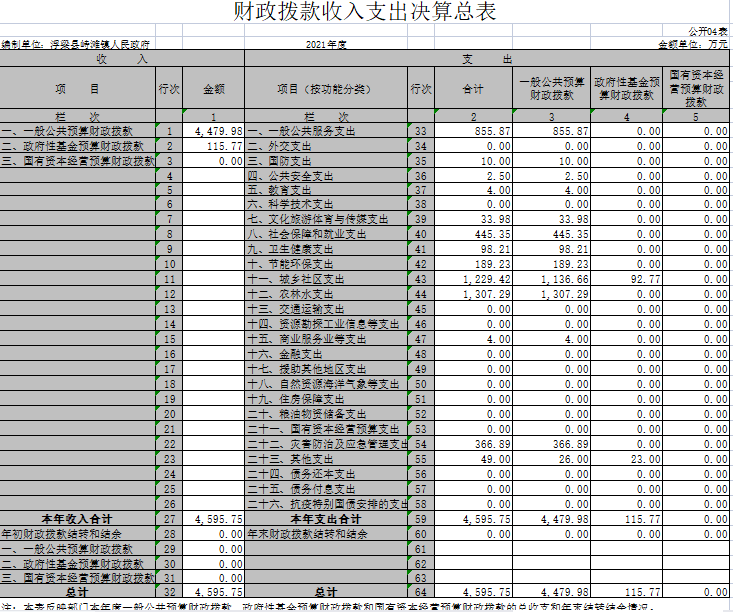 财政拨款收入支出决算总表
公开04表
编制单位：浮梁县峙滩镇人民政府 2021年度 金额单位：万元
收 入 支 出
项 目 行次 金额 项目（按功能分类） 行次 合计 一般公共预算财政拨款 政府性基金预算财政拨款 国有资本经营预算财政拨款
栏 次 1 栏 次 2 3 4 5
一、一般公共预算财政拨款 1 4,479.98 一、一般公共服务支出 33 855.87 855.87 0.00 0.00
二、政府性基金预算财政拨款 2 115.77 二、外交支出 34 0.00 0.00 0.00 0.00
三、国有资本经营预算财政拨款 3 0.00 三、国防支出 35 10.00 10.00 0.00 0.00
4 四、公共安全支出 36 2.50 2.50 0.00 0.00
5 五、教育支出 37 4.00 4.00 0.00 0.00
6 六、科学技术支出 38 0.00 0.00 0.00 0.00
7 七、文化旅游体育与传媒支出 39 33.98 33.98 0.00 0.00
8 八、社会保障和就业支出 40 445.35 445.35 0.00 0.00
9 九、卫生健康支出 41 98.21 98.21 0.00 0.00
10 十、节能环保支出 42 189.23 189.23 0.00 0.00
11 十一、城乡社区支出 43 1,229.42 1,136.66 92.77 0.00
12 十二、农林水支出 44 1,307.29 1,307.29 0.00 0.00
13 十三、交通运输支出 45 0.00 0.00 0.00 0.00
14 十四、资源勘探工业信息等支出 46 0.00 0.00 0.00 0.00
15 十五、商业服务业等支出 47 4.00 4.00 0.00 0.00
16 十六、金融支出 48 0.00 0.00 0.00 0.00
17 十七、援助其他地区支出 49 0.00 0.00 0.00 0.00
18 十八、自然资源海洋气象等支出 50 0.00 0.00 0.00 0.00
19 十九、住房保障支出 51 0.00 0.00 0.00 0.00
20 二十、粮油物资储备支出 52 0.00 0.00 0.00 0.00
21 二十一、国有资本经营预算支出 53 0.00 0.00 0.00 0.00
22 二十二、灾害防治及应急管理支出 54 366.89 366.89 0.00 0.00
23 二十三、其他支出 55 49.00 26.00 23.00 0.00
24 二十四、债务还本支出 56 0.00 0.00 0.00 0.00
25 二十五、债务付息支出 57 0.00 0.00 0.00 0.00
26 二十六、抗疫特别国债安排的支出 58 0.00 0.00 0.00 0.00
本年收入合计 27 4,595.75 本年支出合计 59 4,595.75 4,479.98 115.77 0.00
年初财政拨款结转和结余 28 0.00 年末财政拨款结转和结余 60 0.00 0.00 0.00 0.00
一、一般公共预算财政拨款 29 0.00 61
二、政府性基金预算财政拨款 30 0.00 62
三、国有资本经营预算财政拨款 31 0.00 63
总计 32 4,595.75 总计 64 4,595.75 4,479.98 115.77 0.00
注：本表反映部门本年度一般公共预算财政拨款、政府性基金预算财政拨款和国有资本经营预算财政拨款的总收支和年末结转结余情况。